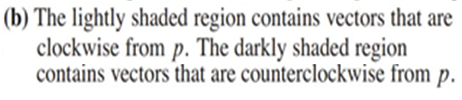 (b) The lightly shaded region contains vectors that are
clockwise from p. The darkly shaded region
contains vectors that are counterclockwise from p.